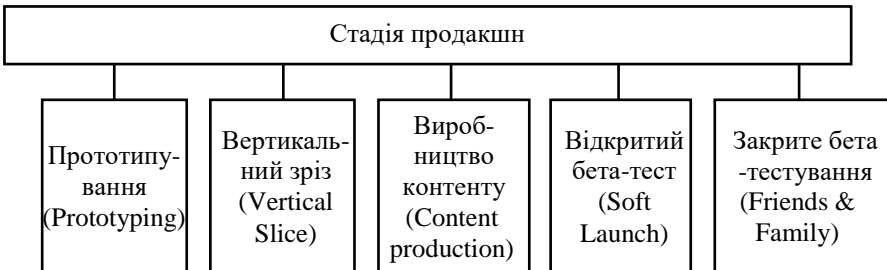 Стадія продакшн
Прототипу-
вання
(Prototyping)
Вертикаль-
ний зріз
(Vertical
Slice)
Вироб-
ництво
контенту
(Content
production)
Відкритий
бета-тест
(Soft
Launch)
Закрите бета
-тестування
(Friends &
Family)